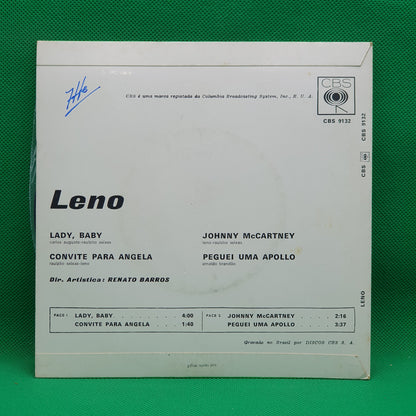 CBS é uma marca registada da Columbia Broadcasting System, Inc., E. U. A.
CBS
CBS 9132
Leno
LADY, BABY
carlos augusto-raulzito seixas
CONVITE PARA ANGELA
raulzito seixas-leno
JOHNNY McCARTNEY
leno-raulzito seixas
PEGUEI UMA APOLLO
arnaldo brandão
Dir. Artística: RENATO BARROS
FACE 1
LADY, BABY . . . . . . . . . 4:00
CONVITE PARA ANGELA . . . . 1:40
FACE 2
JOHNNY McCARTNEY . . . . . 2:16
PEGUEI UMA APOLLO . . . . . 3:37
Gravado no Brasil por DISCOS CBS S. A.
CBS 9132
CBS
LENO